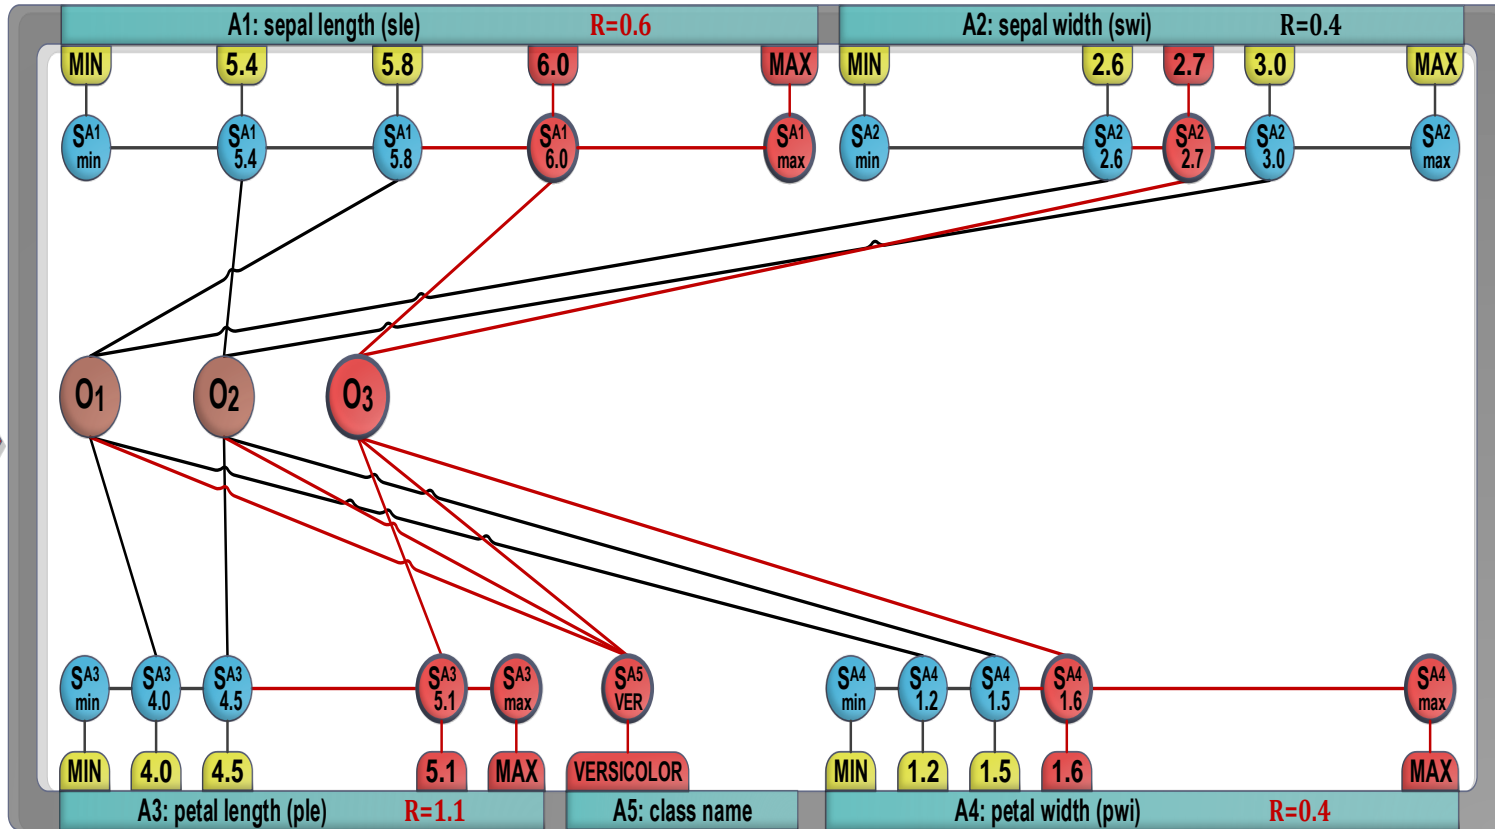 A1: sepal length (sle) R=0.6 A2: sepal width (swi) R=0.4
MIN 5.4 5.8 6.0 MAX MIN 2.6 2.7 3.0 MAX
SA1 SA1 SA1 SA1 SA1 SA2 SA2 SA2 SA2 SA2
min 5.4 5.8 6.0 max min 2.6 2.7 3.0 max
O1 O2 O3
SA3 SA3 SA3 SA3 SA3 SA5 SA4 SA4 SA4 SA4 SA4
min 4.0 4.5 5.1 max VER min 1.2 1.5 1.6 max
MIN 4.0 4.5 5.1 MAX VERSICOLOR MIN 1.2 1.5 1.6 MAX
A3: petal length (ple) R=1.1 A5: class name A4: petal width (pwi) R=0.4